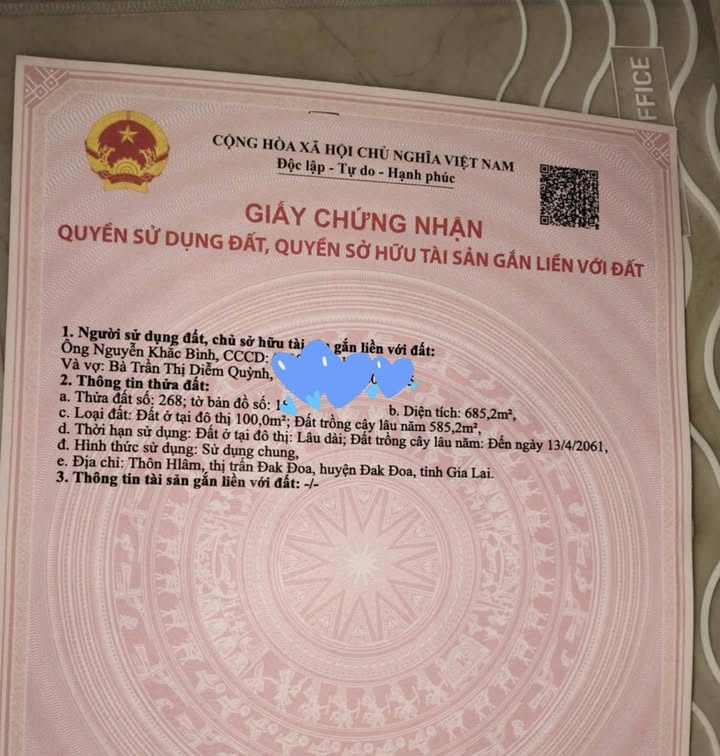 FFICE
CỘNG HÒA XÃ HỘI CHỦ NGHĨA VIỆT NAM
Độc lập - Tự do - Hạnh phúc
GIẤY CHỨNG NHẬN
QUYỀN SỬ DỤNG ĐẤT, QUYỀN SỞ HỮU TÀI SẢN GẮN LIỀN VỚI ĐẤT
1. Người sử dụng đất, chủ sở hữu tài gắn liền với đất:
Ông Nguyễn Khắc Bình, CCCD:
Và vợ: Bà Trần Thị Diễm Quỳnh,
2. Thông tin thửa đất:
a. Thửa đất số: 268; tờ bản đồ số: b. Diện tích: 685,2m²,
c. Loại đất: Đất ở tại đô thị 100,0m²; Đất trồng cây lâu năm 585,2m²,
d. Thời hạn sử dụng: Đất ở tại đô thị: Lâu dài; Đất trồng cây lâu năm: Đến ngày 13/4/2061,
đ. Hình thức sử dụng: Sử dụng chung,
e. Địa chỉ: Thôn Hlâm, thị trấn Đak Đoa, huyện Đak Đoa, tỉnh Gia Lai.
3. Thông tin tài sản gắn liền với đất: -/-